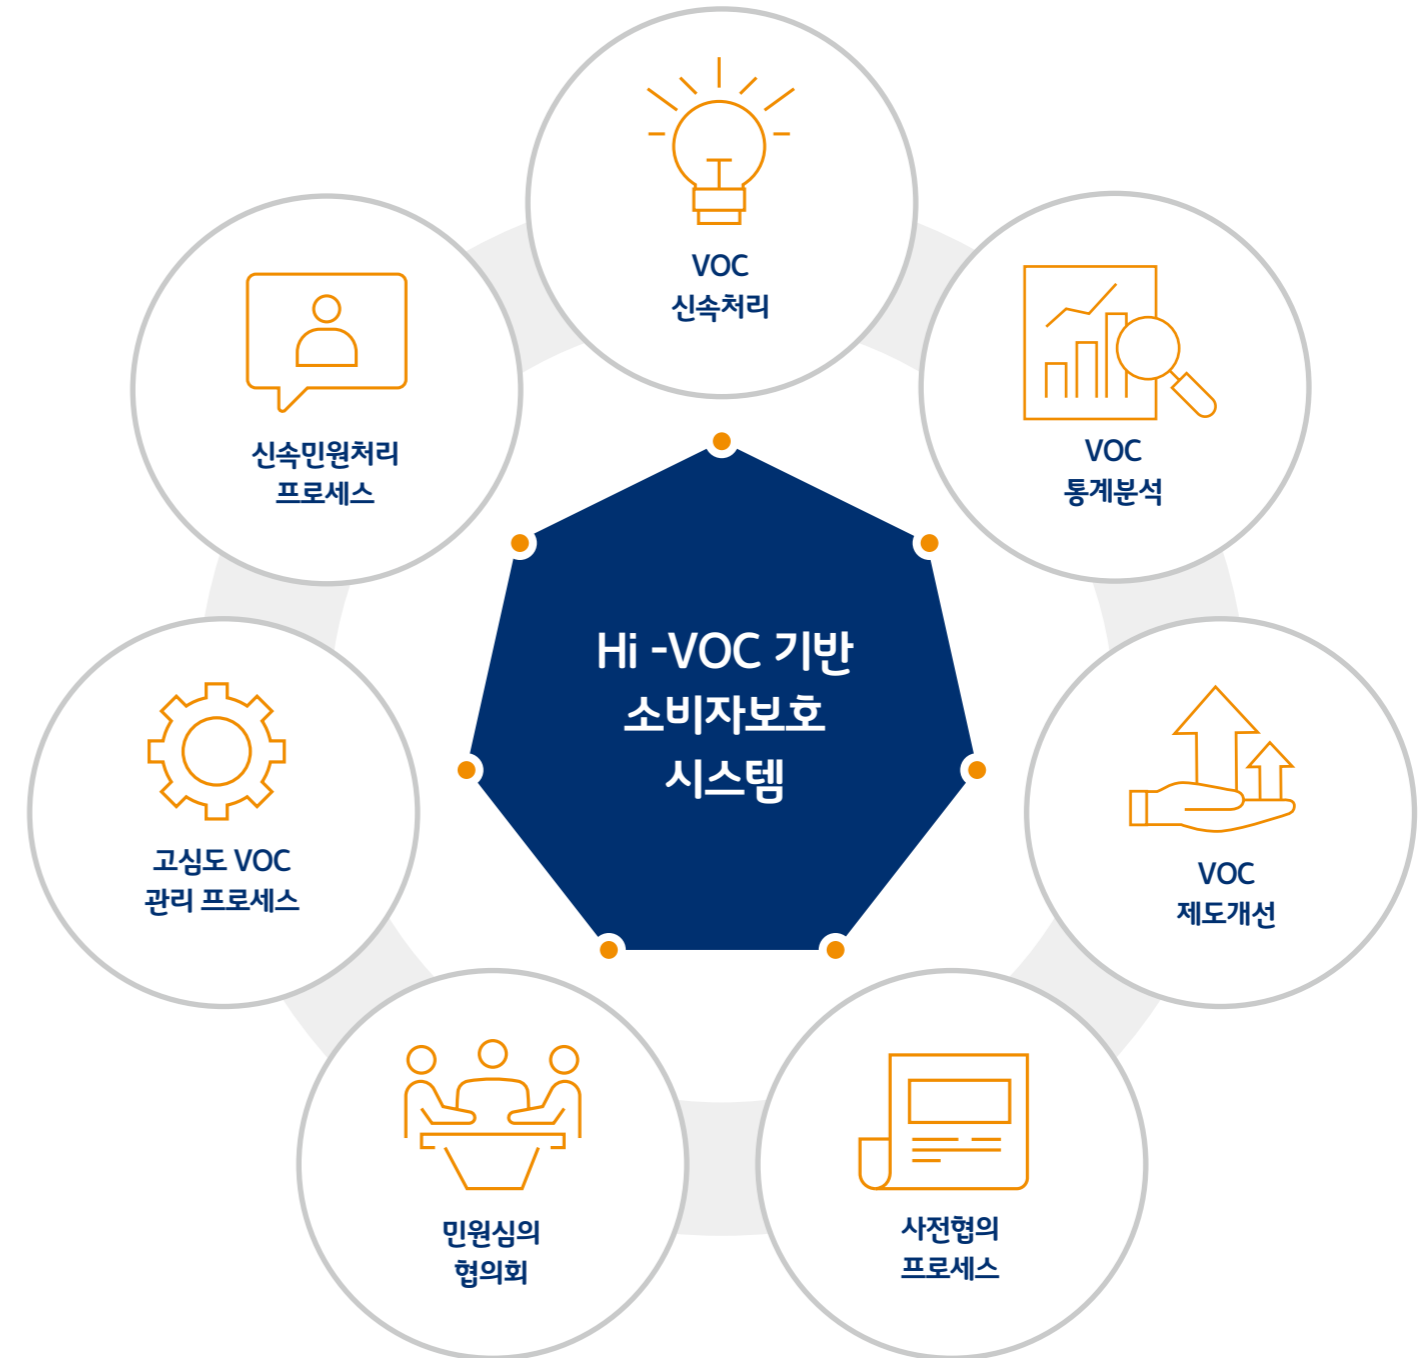 VOC
신속처리
VOC
통계분석
VOC
제도개선
사전협의
프로세스
민원심의
협의회
고심도 VOC
관리 프로세스
신속민원처리
프로세스
Hi -VOC 기반
소비자보호
시스템